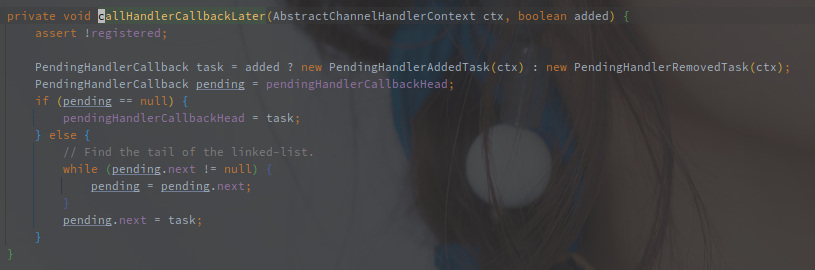 private void callHandlerCallbackLater(AbstractChannelHandlerContext ctx, boolean added) {
    assert !registered;

    PendingHandlerCallback task = added ? new PendingHandlerAddedTask(ctx) : new PendingHandlerRemovedTask(ctx);
    PendingHandlerCallback pending = pendingHandlerCallbackHead;
    if (pending == null) {
        pendingHandlerCallbackHead = task;
    } else {
        // Find the tail of the linked-list.
        while (pending.next != null) {
            pending = pending.next;
        }
        pending.next = task;
    }
}